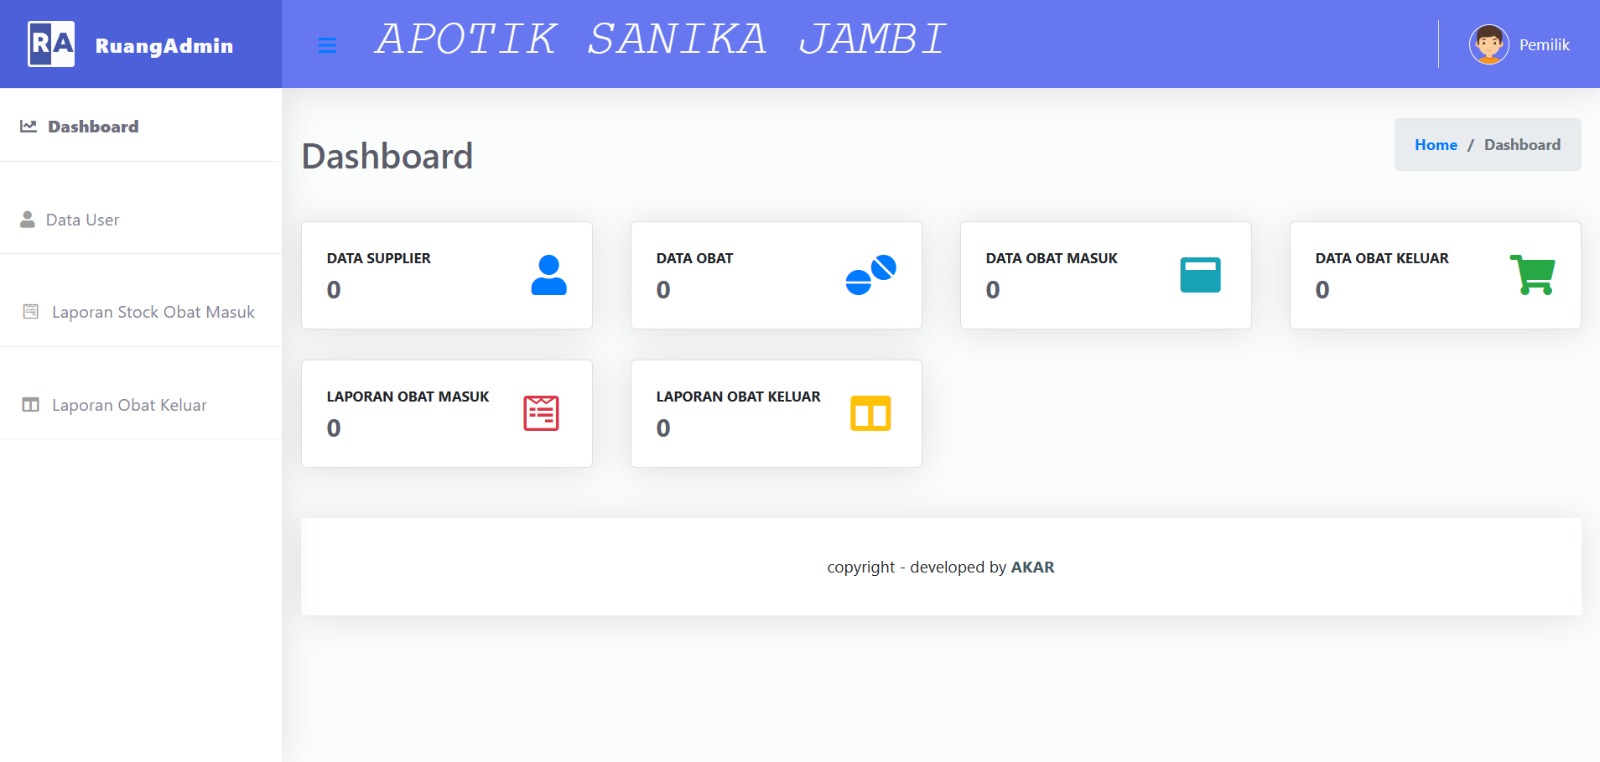 RA RuangAdmin
APOTIK SANIKA JAMBI
Pemilik
Dashboard
Data User
Laporan Stock Obat Masuk
Laporan Obat Keluar
Dashboard
Home / Dashboard
DATA SUPPLIER
0
DATA OBAT
0
DATA OBAT MASUK
0
DATA OBAT KELUAR
0
LAPORAN OBAT MASUK
0
LAPORAN OBAT KELUAR
0
copyright - developed by AKAR